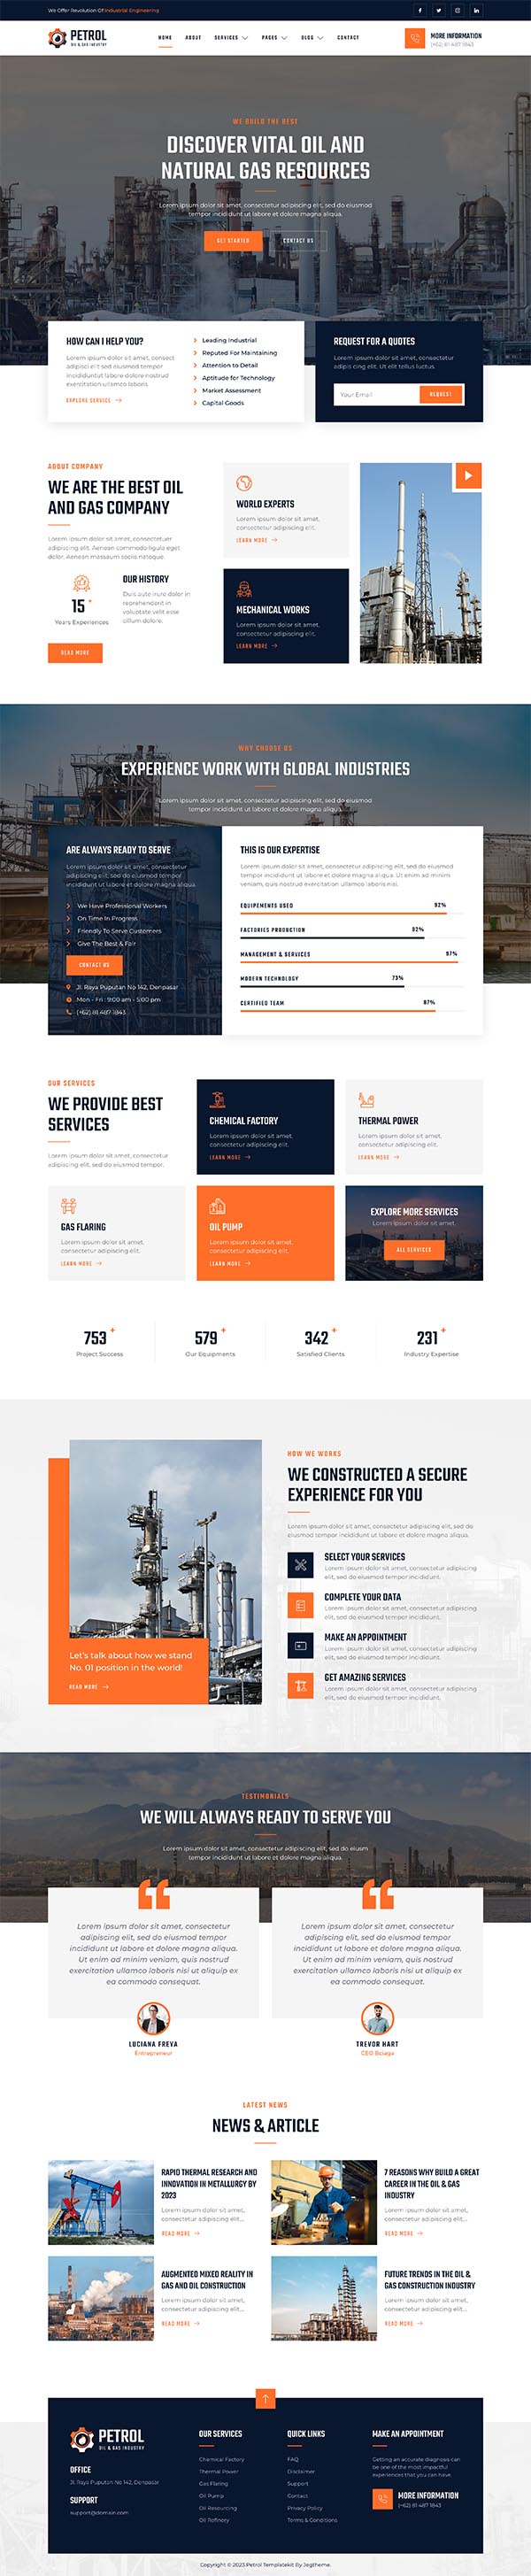 We Offer Revolution Of Industrial Engineering
PETROL
OIL & GAS INDUSTRY
HOME
ABOUT
SERVICES
PAGES
BLOG
CONTACT
MORE INFORMATION
(+62) 81 487 1843
WE BUILD THE BEST
DISCOVER VITAL OIL AND
NATURAL GAS RESOURCES
Lorem ipsum dolor sit amet, consectetur adipiscing elit, sed do eiusmod
tempor incididunt ut labore et dolore magna aliqua.
GET STARTED
CONTACT US
HOW CAN I HELP YOU?
Lorem ipsum dolor sit amet, consect
adipisci elit sed eiusmod tempor
incididuntut labore dolore nostrud
exercitation ullamco laboris
EXPLORE SERVICE
Leading Industrial
Reputed For Maintaining
Attention to Detail
Aptitude for Technology
Market Assessment
Capital Goods
REQUEST FOR A QUOTES
Lorem ipsum dolor sit amet, consectetur
adipis cing elit. Ut elit tellus luctus.
Your Email
REQUEST
ABOUT COMPANY
WE ARE THE BEST OIL
AND GAS COMPANY
Lorem ipsum dolor sit amet, consectetuer
adipiscing elit. Aenean commodo ligula eget
dolor. Aenean massaum sociis natoque.
15 +
Years Experiences
OUR HISTORY
Duis aute irure dolor in
reprehenderit in
voluptate velit esse
cillum dolore.
READ MORE
WORLD EXPERTS
Lorem ipsum dolor sit amet,
consectetur adipiscing elit.
LEARN MORE
MECHANICAL WORKS
Lorem ipsum dolor sit amet,
consectetur adipiscing elit.
LEARN MORE
WHY CHOOSE US
EXPERIENCE WORK WITH GLOBAL INDUSTRIES
Lorem ipsum dolor sit amet, consectetur adipiscing elit, sed do eiusmod
tempor incididunt ut labore et dolore magna aliqua.
ARE ALWAYS READY TO SERVE
Lorem ipsum dolor sit amet, consectetur
adipiscing elit, sed do eiusmod tempor
incididunt ut labore et dolore magna aliqua.
We Have Professional Workers
On Time In Progress
Friendly To Serve Customers
Give The Best & Fair
CONTACT US
Jl. Raya Puputan No 142, Denpasar
Mon - Fri : 9:00 am - 5:00 pm
(+62) 81 487 1843
THIS IS OUR EXPERTISE
Lorem ipsum dolor sit amet, consectetur adipiscing elit, sed do eiusmod
tempor incididunt ut labore et dolore magna aliqua. Ut enim ad minim
veniam, quis nostrud exercitation ullamco laboris nisi.
EQUIPEMENTS USED 92%
FACTORIES PRODUCTION 82%
MANAGEMENT & SERVICES 97%
MODERN TECHNOLOGY 73%
CERTIFIED TEAM 87%
OUR SERVICES
WE PROVIDE BEST
SERVICES
Lorem ipsum dolor sit amet, consectetur
adipiscing elit, sed do eiusmod tempor.
CHEMICAL FACTORY
Lorem ipsum dolor sit amet,
consectetur adipiscing elit.
LEARN MORE
THERMAL POWER
Lorem ipsum dolor sit amet,
consectetur adipiscing elit.
LEARN MORE
GAS FLARING
Lorem ipsum dolor sit amet,
consectetur adipiscing elit.
LEARN MORE
OIL PUMP
Lorem ipsum dolor sit amet,
consectetur adipiscing elit.
LEARN MORE
EXPLORE MORE SERVICES
Lorem ipsum dolor sit amet.
ALL SERVICES
753 +
Project Success
579 +
Our Equipments
342 +
Satisfied Clients
231 +
Industry Expertise
Let's talk about how we stand
No. 01 position in the world!
READ MORE
HOW WE WORKS
WE CONSTRUCTED A SECURE
EXPERIENCE FOR YOU
Lorem ipsum dolor sit amet, consectetur adipiscing elit, sed do
eiusmod tempor incididunt ut labore et dolore magna aliqua.
SELECT YOUR SERVICES
Lorem ipsum dolor sit amet, consectetur adipiscing
elit, sed do eiusmod tempor incididunt.
COMPLETE YOUR DATA
Lorem ipsum dolor sit amet, consectetur adipiscing
elit, sed do eiusmod tempor incididunt.
MAKE AN APPOINTMENT
Lorem ipsum dolor sit amet, consectetur adipiscing
elit, sed do eiusmod tempor incididunt.
GET AMAZING SERVICES
Lorem ipsum dolor sit amet, consectetur adipiscing
elit, sed do eiusmod tempor incididunt.
TESTIMONIALS
WE WILL ALWAYS READY TO SERVE YOU
Lorem ipsum dolor sit amet, consectetur adipiscing elit, sed do eiusm
tempor incididunt ut labore et dolore magna aliqua.
Lorem ipsum dolor sit amet, consectetur
adipiscing elit, sed do eiusmod tempor
incididunt ut labore et dolore magna aliqua.
Ut enim ad minim veniam, quis nostrud
exercitation ullamco laboris nisi ut aliquip ex
ea commodo consequat.
LUCIANA FREYA
Entrepreneur
Lorem ipsum dolor sit amet, consectetur
adipiscing elit, sed do eiusmod tempor
incididunt ut labore et dolore magna aliqua.
Ut enim ad minim veniam, quis nostrud
exercitation ullamco laboris nisi ut aliquip ex
ea commodo consequat.
TREVOR HART
CEO
LATEST NEWS
NEWS & ARTICLE
RAPID THERMAL RESEARCH AND
INNOVATION IN METALLURGY BY
2023
Lorem ipsum dolor sit amet,
consectetur adipiscing elit,...
READ MORE
7 REASONS WHY BUILD A GREAT
CAREER IN THE OIL & GAS
INDUSTRY
Lorem ipsum dolor sit amet,
consectetur adipiscing elit,...
READ MORE
AUGMENTED MIXED REALITY IN
GAS AND OIL CONSTRUCTION
Lorem ipsum dolor sit amet,
consectetur adipiscing elit,...
READ MORE
FUTURE TRENDS IN THE OIL &
GAS CONSTRUCTION INDUSTRY
Lorem ipsum dolor sit amet,
consectetur adipiscing elit,...
READ MORE
PETROL
OIL & GAS INDUSTRY
OFFICE
Jl. Raya Puputan No 142, Denpasar
SUPPORT
support@domain.com
OUR SERVICES
Chemical Factory
Thermal Power
Gas Flaring
Oil Pump
Oil Resourcing
Oil Refinery
QUICK LINKS
FAQ
Disclaimer
Support
Contact
Privacy Policy
Terms & Conditions
MAKE AN APPOINTMENT
Getting an accurate diagnosis can
be one of the most impactful
experiences that you can have.
MORE INFORMATION
(+62) 81 487 1843
Copyright © 2023 Petrol Templatekit By Jegtheme.